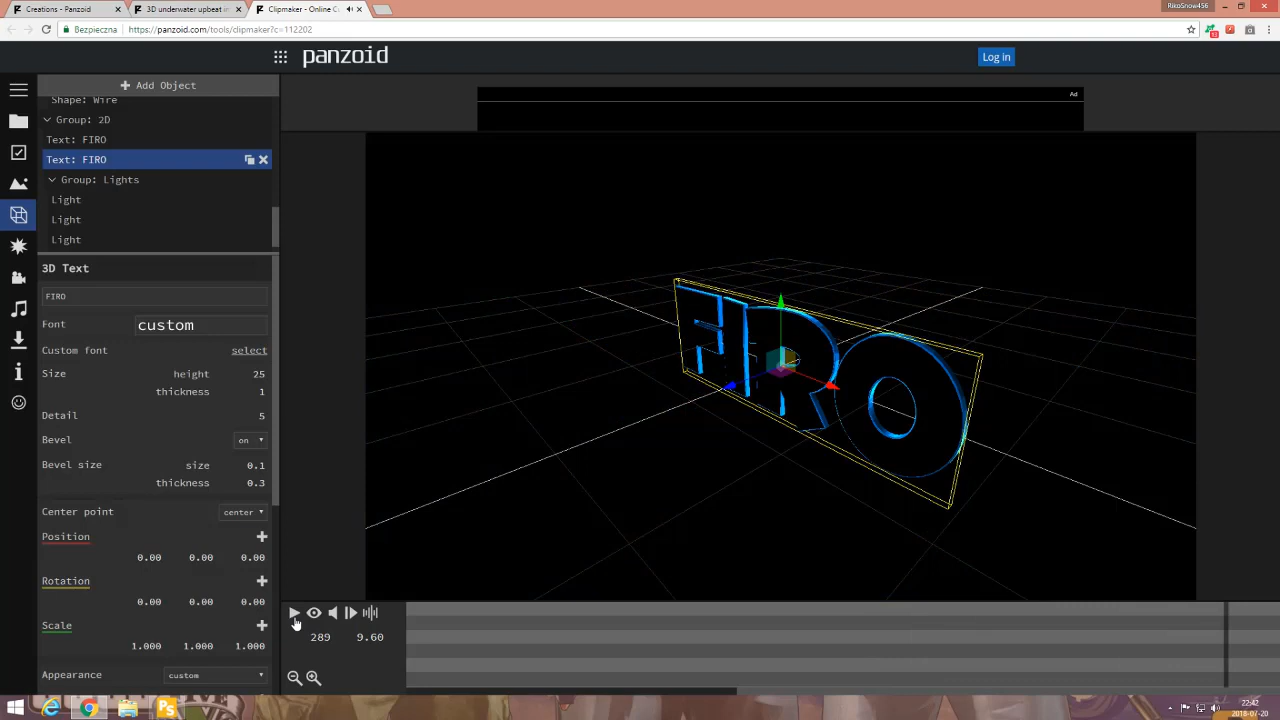 Creations - Panzoid
3D underwater upbeat in
Clipmaker - Online C
RikoSnow456
Bezpieczna
https://panzoid.com/tools/clipmaker?c=112202
panzoid
Log in
Add Object
Ad
Shape: Wire
Group: 2D
Text: FIRO
Text: FIRO
Group: Lights
Light
Light
Light
3D Text
FIRO
Font custom
Custom font select
Size height 25
thickness 1
Detail 5
Bevel on
Bevel size size 0.1
thickness 0.3
Center point center
Position
0.00 0.00 0.00
Rotation
0.00 0.00 0.00
Scale
1.000 1.000 1.000
Appearance custom
FIRO
289 9.60
Ps
22:42
2018-07-20